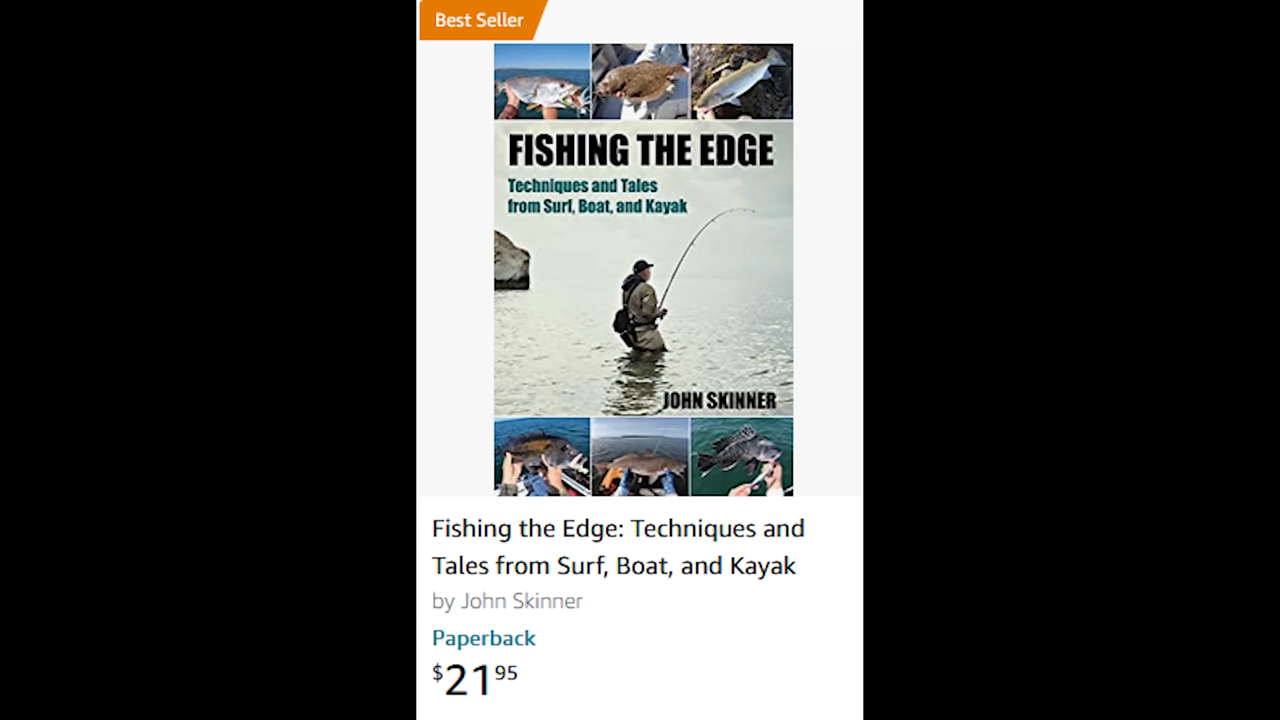 Best Seller
FISHING THE EDGE
Techniques and Tales
from Surf, Boat, and Kayak
JOHN SKINNER
Fishing the Edge: Techniques and
Tales from Surf, Boat, and Kayak
by John Skinner
Paperback
$21.95